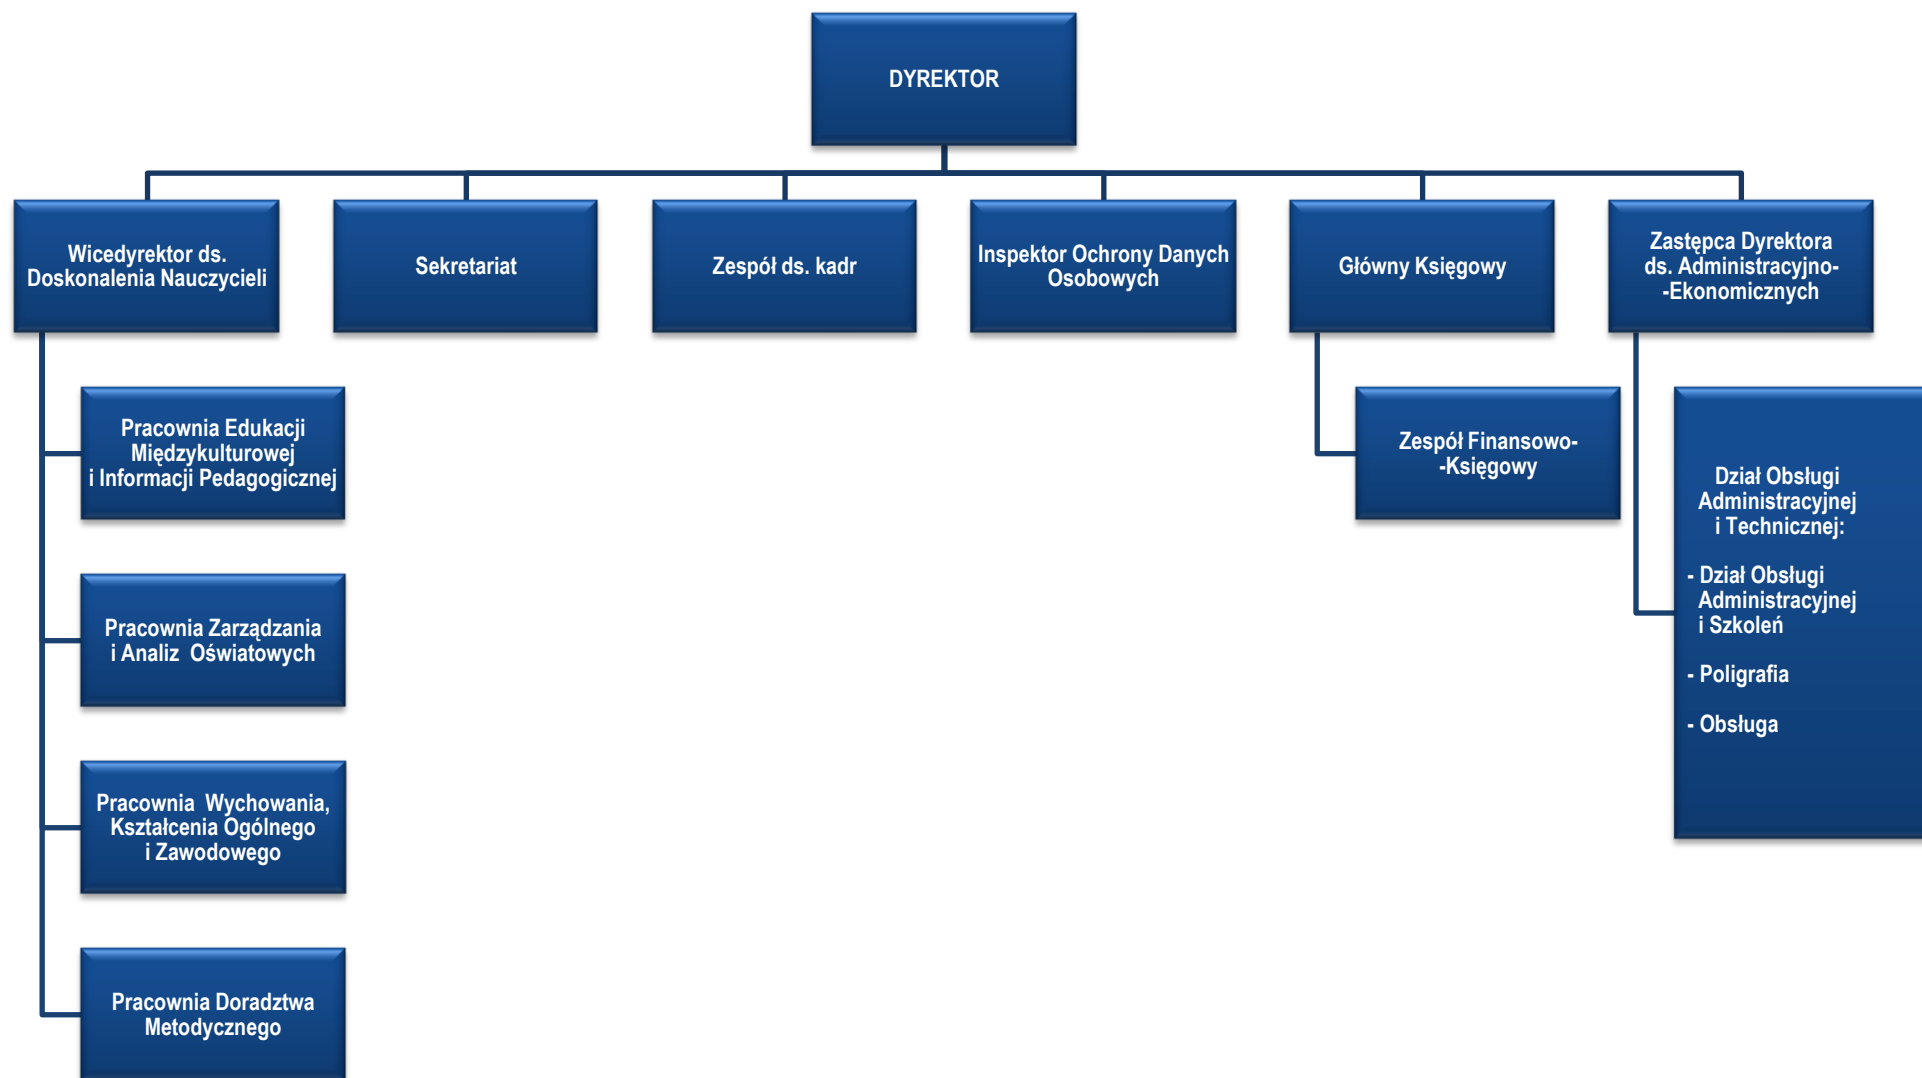 DYREKTOR
Wicedyrektor ds.
Doskonalenia Nauczycieli
Sekretariat
Zespół ds. kadr
Inspektor Ochrony Danych
Osobowych
Główny Księgowy
Zastępca Dyrektora
ds. Administracyjno-
-Ekonomicznych
Pracownia Edukacji
Międzykulturowej
i Informacji Pedagogicznej
Pracownia Zarządzania
i Analiz Oświatowych
Pracownia Wychowania,
Kształcenia Ogólnego
i Zawodowego
Pracownia Doradztwa
Metodycznego
Zespół Finansowo-
-Księgowy
Dział Obsługi
Administracyjnej
i Technicznej:
- Dział Obsługi
Administracyjnej
i Szkoleń
- Poligrafia
- Obsługa